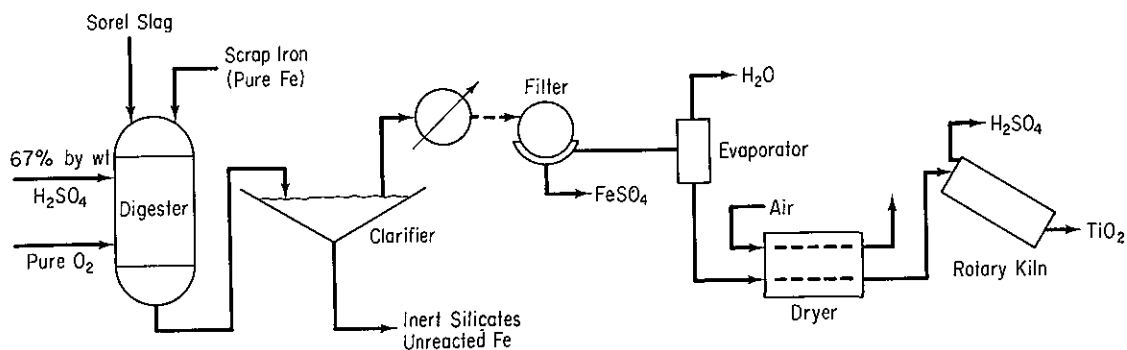 Sorel Slag
Scrap Iron
(Pure Fe)
67% by wt
H₂SO₄
Pure O₂
Digester
Clarifier
Inert Silicates
Unreacted Fe
Filter
FeSO₄
H₂O
Evaporator
Air
Dryer
H₂SO₄
TiO₂
Rotary Kiln